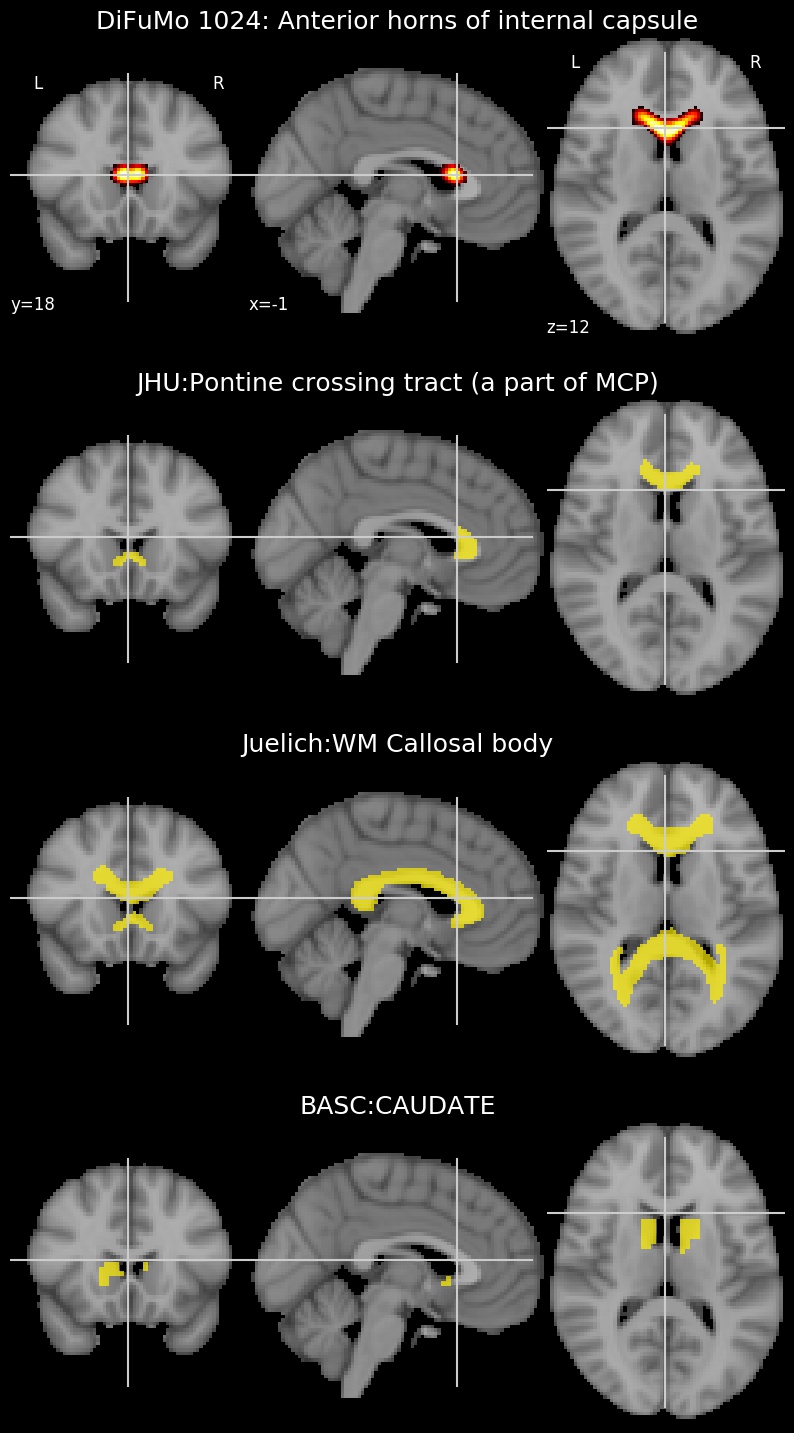 DiFuMo 1024: Anterior horns of internal capsule
L R L R
y=18 x=-1 z=12
JHU:Pontine crossing tract (a part of MCP)
Juelich:WM Callosal body
BASC:CAUDATE